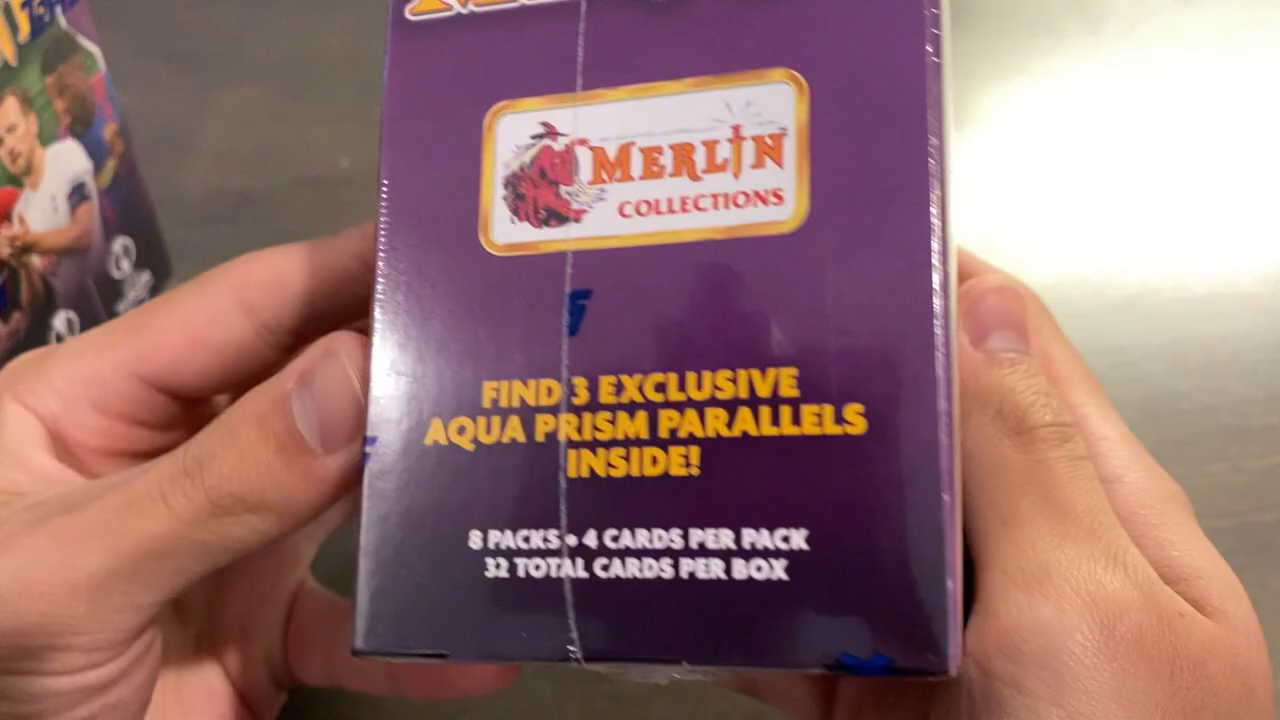 MERLIN
COLLECTIONS
FIND 3 EXCLUSIVE
AQUA PRISM PARALLELS
INSIDE!
8 PACKS • 4 CARDS PER PACK
32 TOTAL CARDS PER BOX